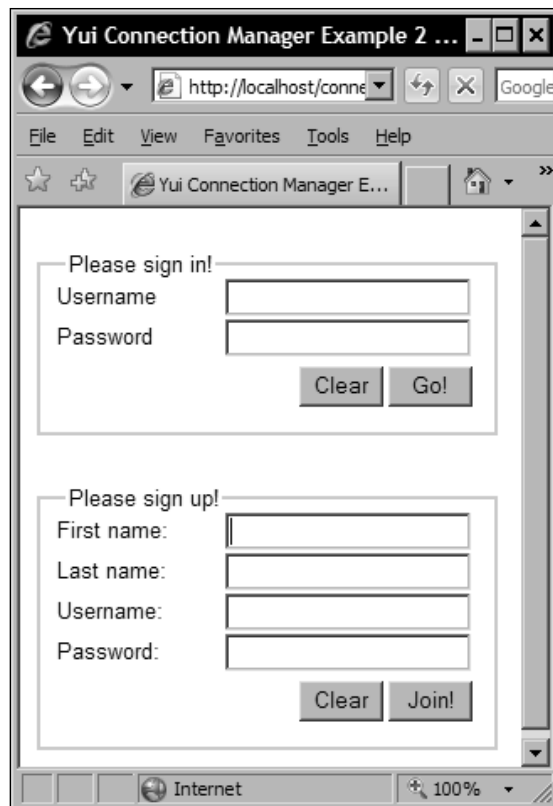 Yui Connection Manager Example 2 ...
http://localhost/conne
Google
File Edit View Favorites Tools Help
Yui Connection Manager E...
»
Please sign in!
Username
Password
Clear Go!
Please sign up!
First name:
Last name:
Username:
Password:
Clear Join!
Internet 100%